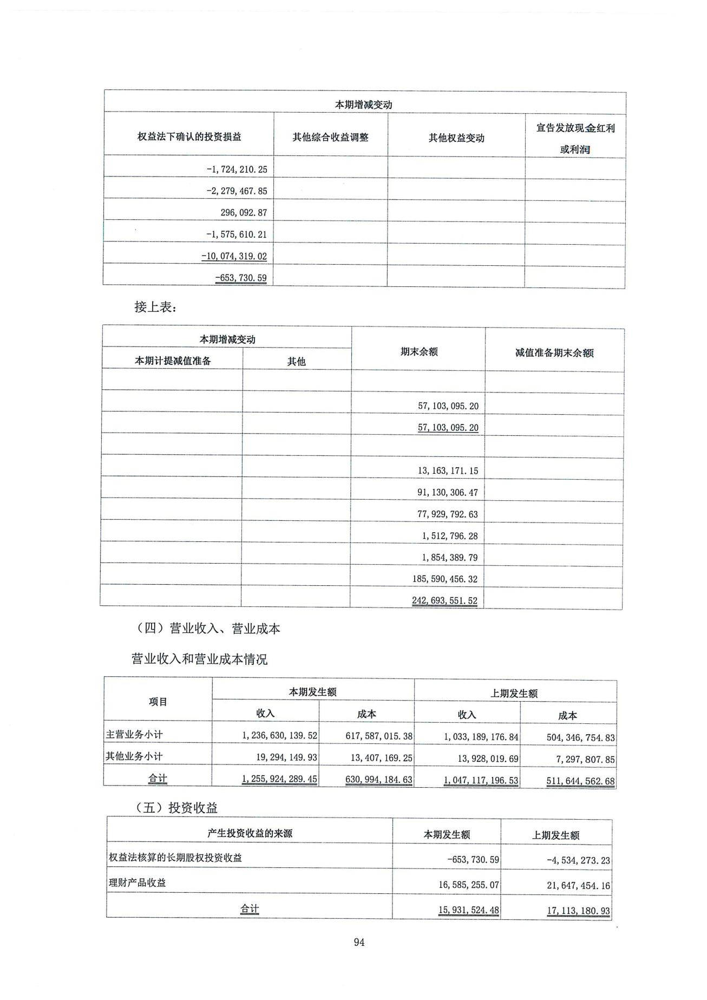 本期增减变动
权益法下确认的投资损益 其他综合收益调整 其他权益变动 宣告发放现金红利或利润
-1,724,210.25
-2,279,467.85
296,092.87
-1,575,610.21
-10,074,319.02
-653,730.59
接上表：
本期增减变动 期末余额 减值准备期末余额
本期计提减值准备 其他
57,103,095.20
57,103,095.20
13,163,171.15
91,130,306.47
77,929,792.63
1,512,796.28
1,854,389.79
185,590,456.32
242,693,551.52
（四）营业收入、营业成本
营业收入和营业成本情况
项目 本期发生额 上期发生额
收入 成本 收入 成本
主营业务小计 1,236,630,139.52 617,587,015.38 1,033,189,176.84 504,346,754.83
其他业务小计 19,294,149.93 13,407,169.25 13,928,019.69 7,297,807.85
合计 1,255,924,289.45 630,994,184.63 1,047,117,196.53 511,644,562.68
（五）投资收益
产生投资收益的来源 本期发生额 上期发生额
权益法核算的长期股权投资收益 -653,730.59 -4,534,273.23
理财产品收益 16,585,255.07 21,647,454.16
合计 15,931,524.48 17,113,180.93
94